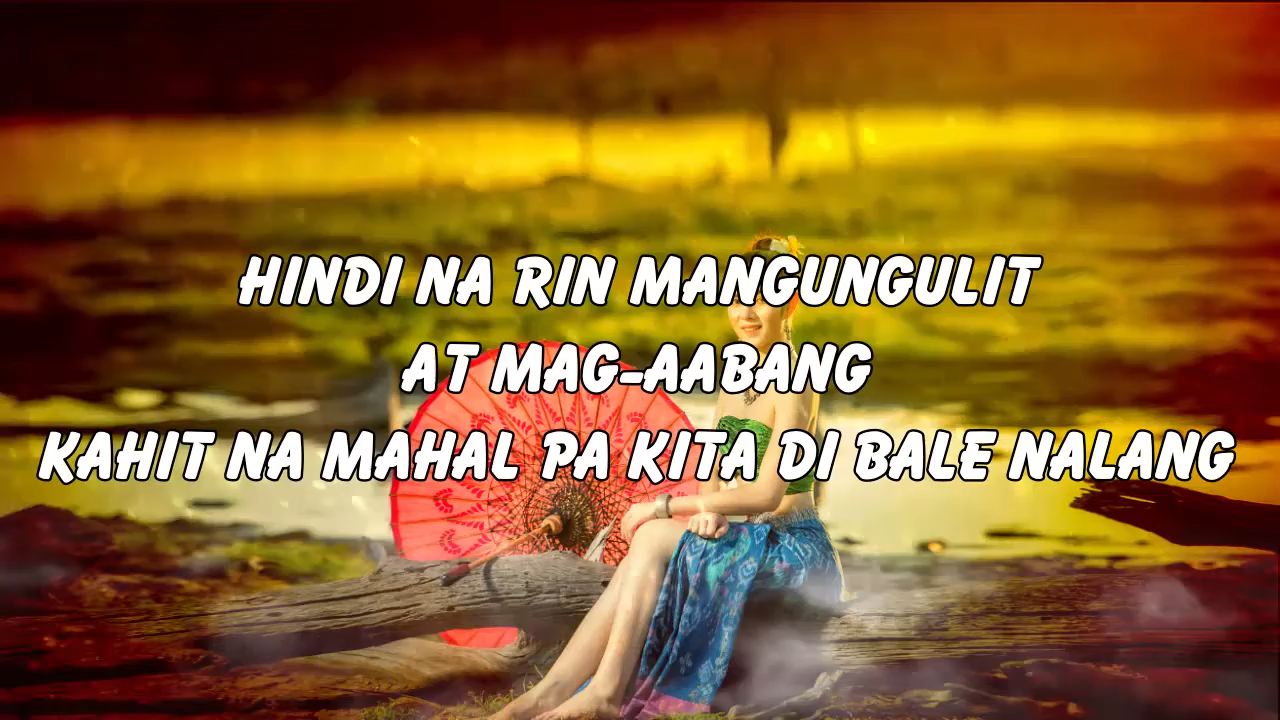 HINDI NA RIN MANGUNGULIT
AT MAG-AABANG
KAHIT NA MAHAL PA KITA DI BALE NALANG